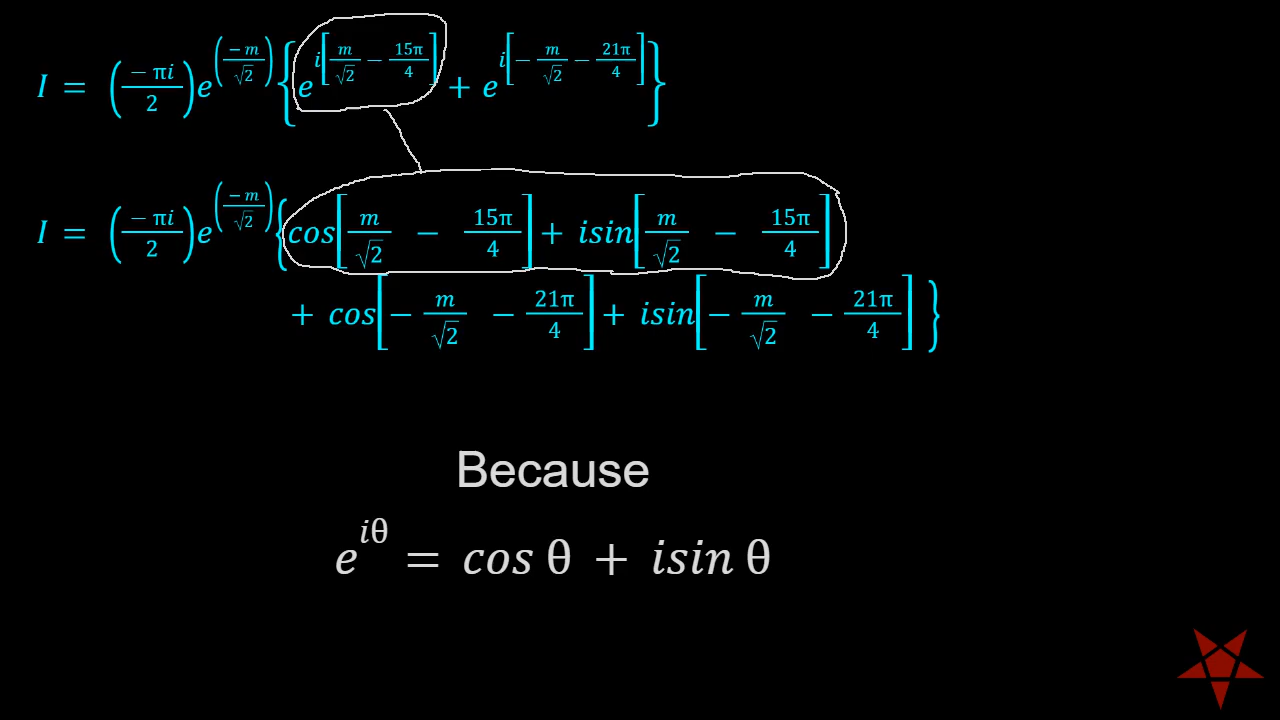 I = (−πi/2)e^(−m/√2){e^i[m/√2 − 15π/4] + e^i[−m/√2 − 21π/4]}
I = (−πi/2)e^(−m/√2){cos[m/√2 − 15π/4] + isin[m/√2 − 15π/4]
+ cos[−m/√2 − 21π/4] + isin[−m/√2 − 21π/4]}
Because
e^iθ = cos θ + isin θ